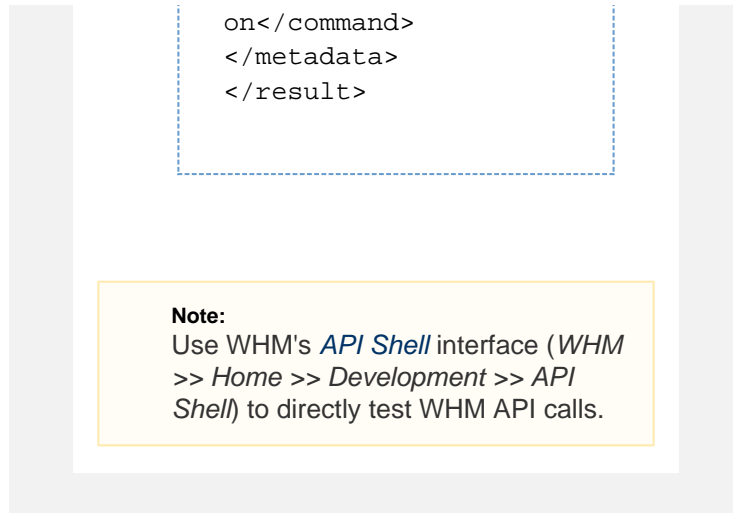 on</command>
</metadata>
</result>
Note:
Use WHM's API Shell interface (WHM
>> Home >> Development >> API
Shell) to directly test WHM API calls.